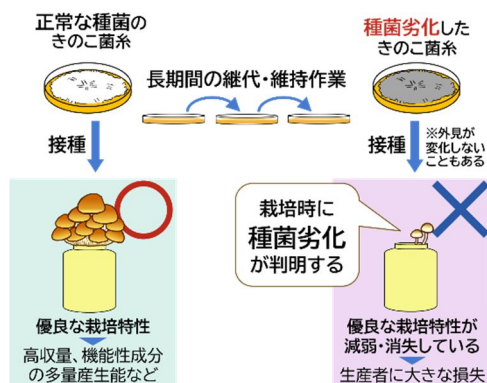 正常な種菌の
きのこ菌糸
種菌劣化した
きのこ菌糸
長期間の継代・維持作業
接種
接種
※外見が
変化しない
こともある
栽培時に
種菌劣化
が判明する
優良な栽培特性
高収量、機能性成分
の多量産生能など
優良な栽培特性が
減弱・消失している
生産者に大きな損失